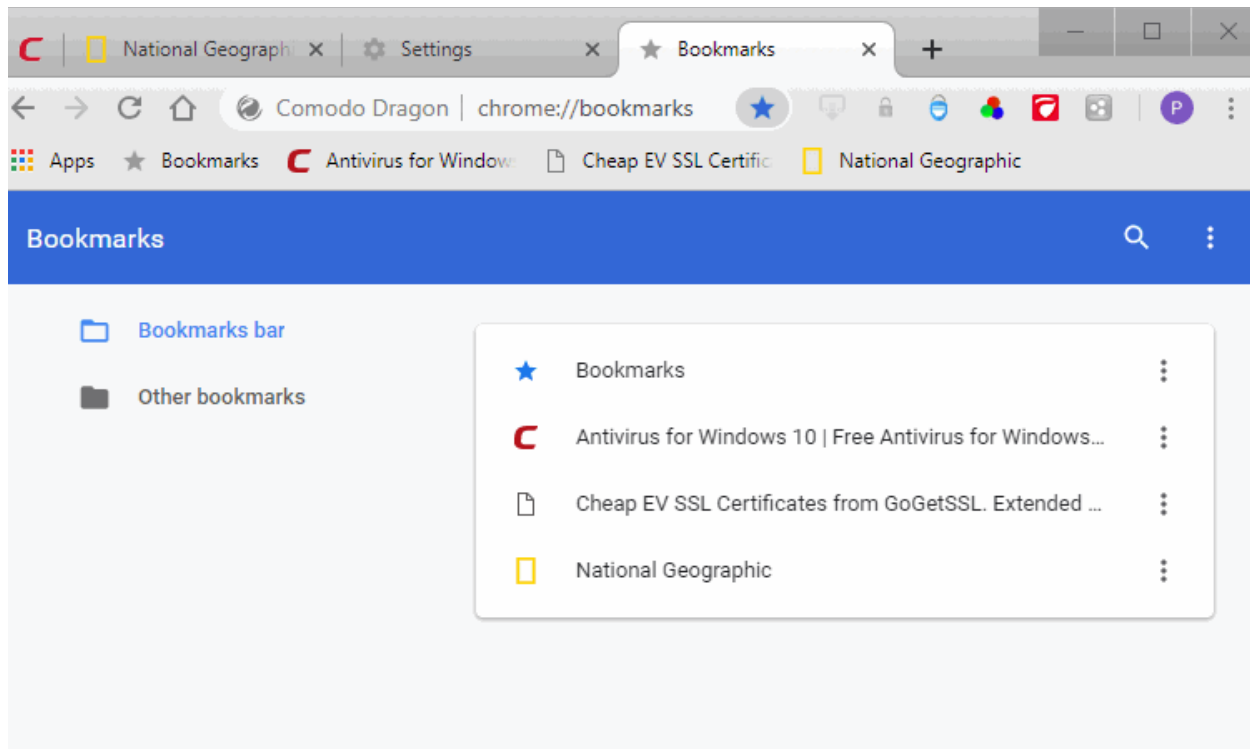 National Geographi Settings Bookmarks
Comodo Dragon | chrome://bookmarks P
Apps Bookmarks Antivirus for Window Cheap EV SSL Certific National Geographic
Bookmarks
Bookmarks bar
Other bookmarks
Bookmarks
Antivirus for Windows 10 | Free Antivirus for Windows...
Cheap EV SSL Certificates from GoGetSSL. Extended ...
National Geographic